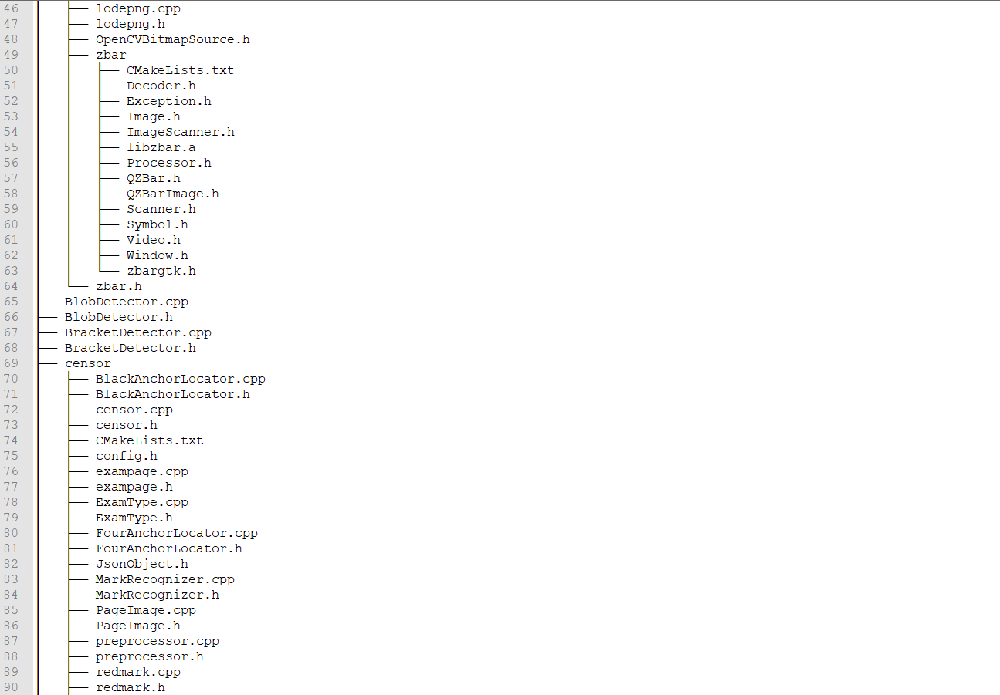 46 ├── lodepng.cpp
47 ├── lodepng.h
48 ├── OpenCVBitmapSource.h
49 ├── zbar
50 ├── CMakeLists.txt
51 ├── Decoder.h
52 ├── Exception.h
53 ├── Image.h
54 ├── ImageScanner.h
55 ├── libzbar.a
56 ├── Processor.h
57 ├── QZBar.h
58 ├── QZBarImage.h
59 ├── Scanner.h
60 ├── Symbol.h
61 ├── Video.h
62 ├── Window.h
63 └── zbargtk.h
64 └── zbar.h
65 ├── BlobDetector.cpp
66 ├── BlobDetector.h
67 ├── BracketDetector.cpp
68 ├── BracketDetector.h
69 ├── censor
70 ├── BlackAnchorLocator.cpp
71 ├── BlackAnchorLocator.h
72 ├── censor.cpp
73 ├── censor.h
74 ├── CMakeLists.txt
75 ├── config.h
76 ├── exampage.cpp
77 ├── exampage.h
78 ├── ExamType.cpp
79 ├── ExamType.h
80 ├── FourAnchorLocator.cpp
81 ├── FourAnchorLocator.h
82 ├── JsonObject.h
83 ├── MarkRecognizer.cpp
84 ├── MarkRecognizer.h
85 ├── PageImage.cpp
86 ├── PageImage.h
87 ├── preprocessor.cpp
88 ├── preprocessor.h
89 ├── redmark.cpp
90 ├── redmark.h